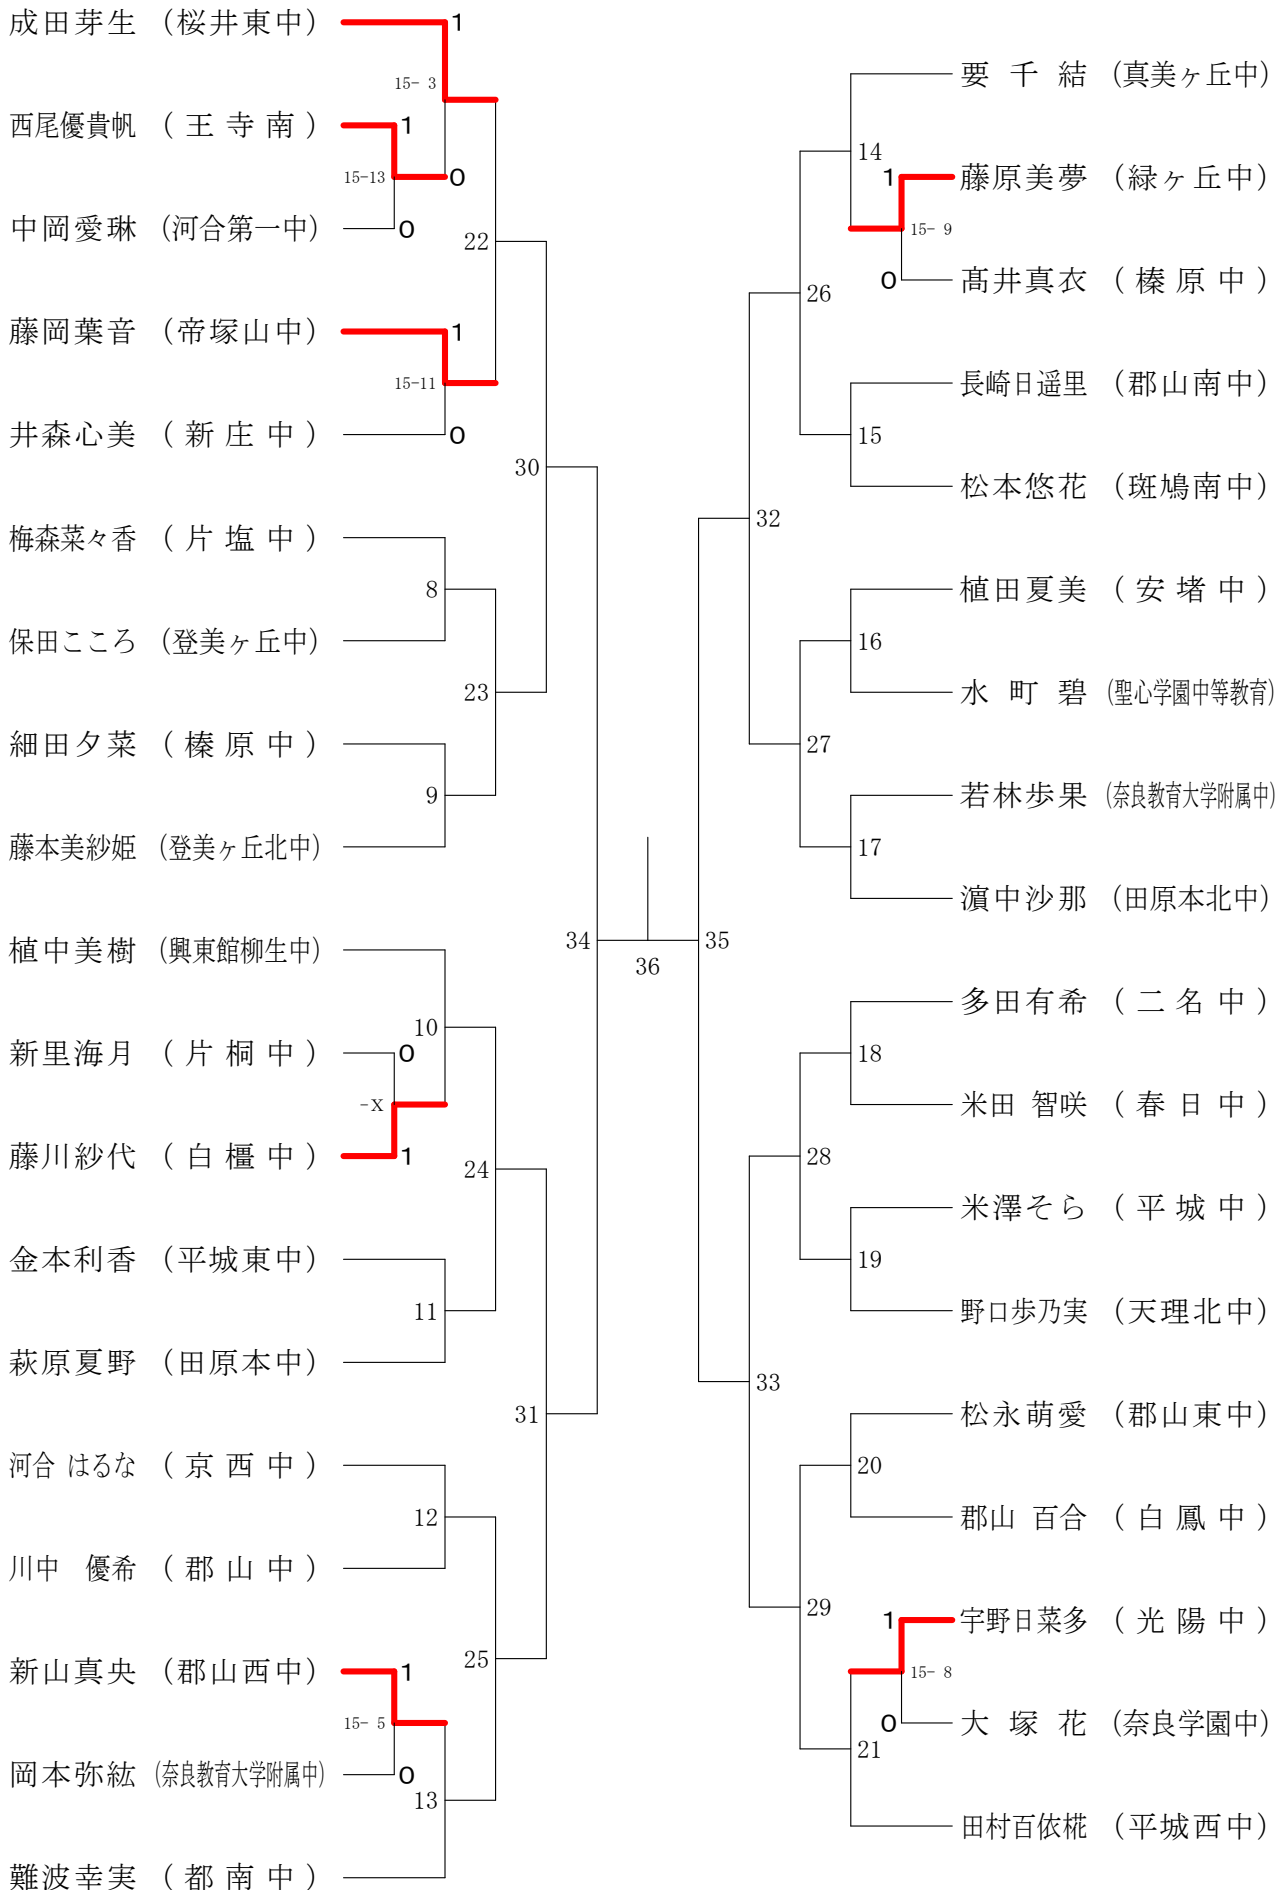 成田芽生 (桜井東中)
1
15- 3
西尾優貴帆 (王寺南)
1
15-13
0
中岡愛琳 (河合第一中)
0
22
藤岡葉音 (帝塚山中)
1
15-11
井森心美 (新庄中)
0
30
梅森菜々香 (片塩中)
8
保田こころ (登美ヶ丘中)
23
細田夕菜 (榛原中)
9
藤本美紗姫 (登美ヶ丘北中)
植中美樹 (興東館柳生中)
34
10
新里海月 (片桐中)
0
-X
藤川紗代 (白橿中)
1
24
金本利香 (平城東中)
11
萩原夏野 (田原本中)
31
河合 はるな (京西中)
12
川中 優希 (郡山中)
25
新山真央 (郡山西中)
1
15- 5
岡本弥紘 (奈良教育大学附属中)
0
13
難波幸実 (都南中)
36
要千結 (真美ヶ丘中)
14
1
藤原美夢 (緑ヶ丘中)
15- 9
0
髙井真衣 (榛原中)
26
長崎日遥里 (郡山南中)
15
松本悠花 (斑鳩南中)
32
植田夏美 (安堵中)
16
水町碧 (聖心学園中等教育)
27
若林歩果 (奈良教育大学附属中)
17
濵中沙那 (田原本北中)
35
多田有希 (二名中)
18
米田 智咲 (春日中)
28
米澤そら (平城中)
19
野口歩乃実 (天理北中)
33
松永萌愛 (郡山東中)
20
郡山 百合 (白鳳中)
29
1
宇野日菜多 (光陽中)
15- 8
0
大塚花 (奈良学園中)
21
田村百依椛 (平城西中)